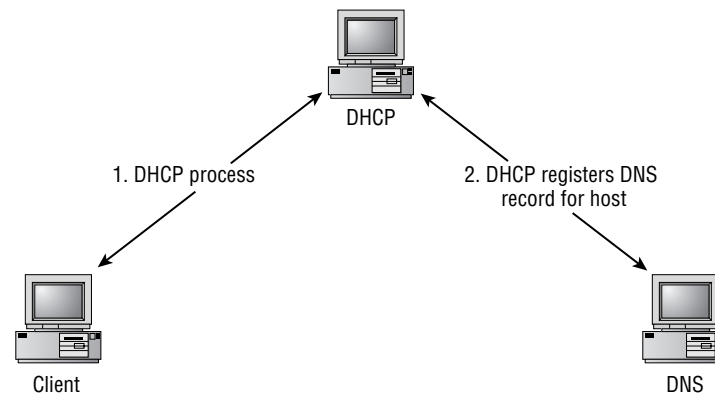 DHCP
1. DHCP process
2. DHCP registers DNS
record for host
Client
DNS